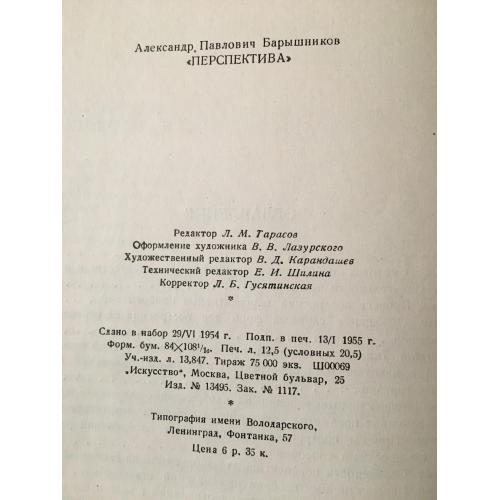 Александр Павлович Барышников
«ПЕРСПЕКТИВА»
Редактор Л. М. Тарасов
Оформление художника В. В. Лазурского
Художественный редактор В. Д. Карандашев
Технический редактор Е. И. Шилина
Корректор Л. Б. Гусятинская
*
Сдано в набор 29/VI 1954 г. Подп. в печ. 13/I 1955 г.
Форм. бум. 84×108¹/₁₆. Печ. л. 12,5 (условных 20,5)
Уч.-изд. л. 13,847. Тираж 75 000 экз. Ш00069
„Искусство“, Москва, Цветной бульвар, 25
Изд. № 13495. Зак. № 1117.
*
Типография имени Володарского,
Ленинград, Фонтанка, 57
Цена 6 р. 35 к.